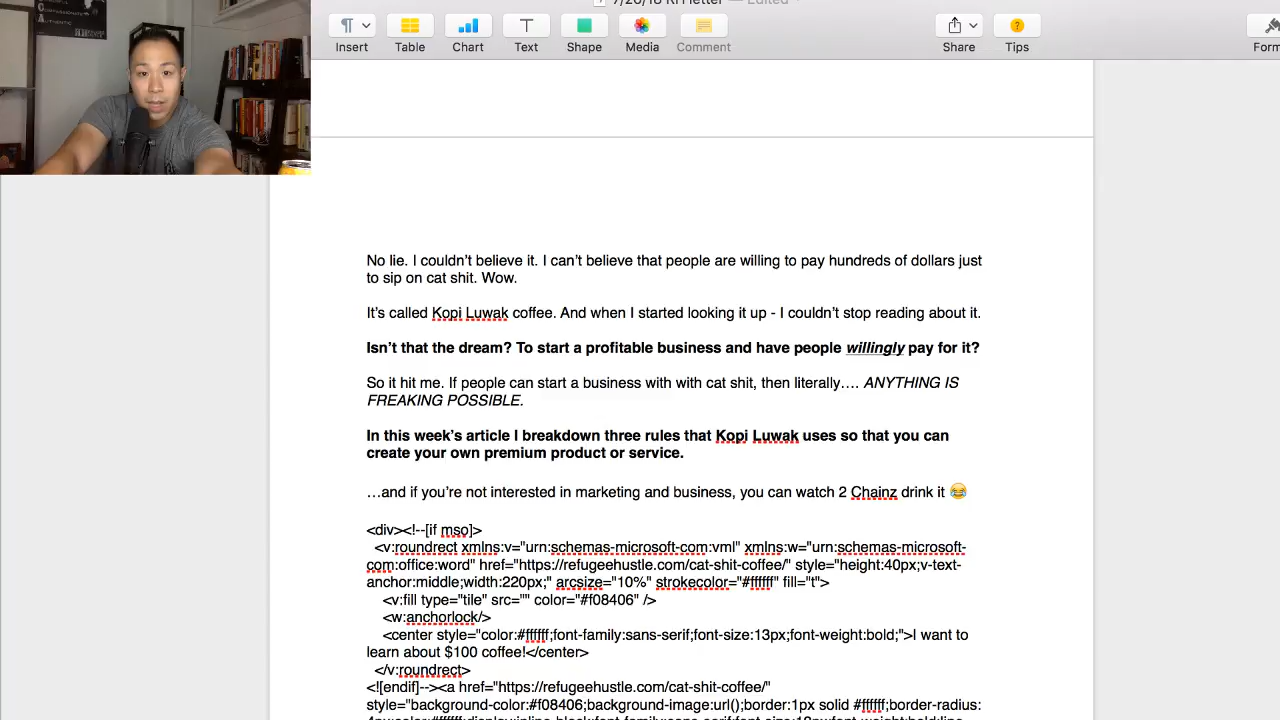 7/26/18 RH letter — Edited
Insert
Table
Chart
Text
Shape
Media
Comment
Share
Tips
No lie. I couldn’t believe it. I can’t believe that people are willing to pay hundreds of dollars just
to sip on cat shit. Wow.
It’s called Kopi Luwak coffee. And when I started looking it up - I couldn’t stop reading about it.
Isn’t that the dream? To start a profitable business and have people willingly pay for it?
So it hit me. If people can start a business with with cat shit, then literally…. ANYTHING IS
FREAKING POSSIBLE.
In this week’s article I breakdown three rules that Kopi Luwak uses so that you can
create your own premium product or service.
…and if you’re not interested in marketing and business, you can watch 2 Chainz drink it 😂
<div><!--[if mso]>
<v:roundrect xmlns:v="urn:schemas-microsoft-com:vml" xmlns:w="urn:schemas-microsoft-
com:office:word" href="https://refugeehustle.com/cat-shit-coffee/" style="height:40px;v-text-
anchor:middle;width:220px;" arcsize="10%" strokecolor="#ffffff" fill="t">
<v:fill type="tile" src="" color="#f08406" />
<w:anchorlock/>
<center style="color:#ffffff;font-family:sans-serif;font-size:13px;font-weight:bold;">I want to
learn about $100 coffee!</center>
</v:roundrect>
<![endif]--><a href="https://refugeehustle.com/cat-shit-coffee/"
style="background-color:#f08406;background-image:url();border:1px solid #ffffff;border-radius: